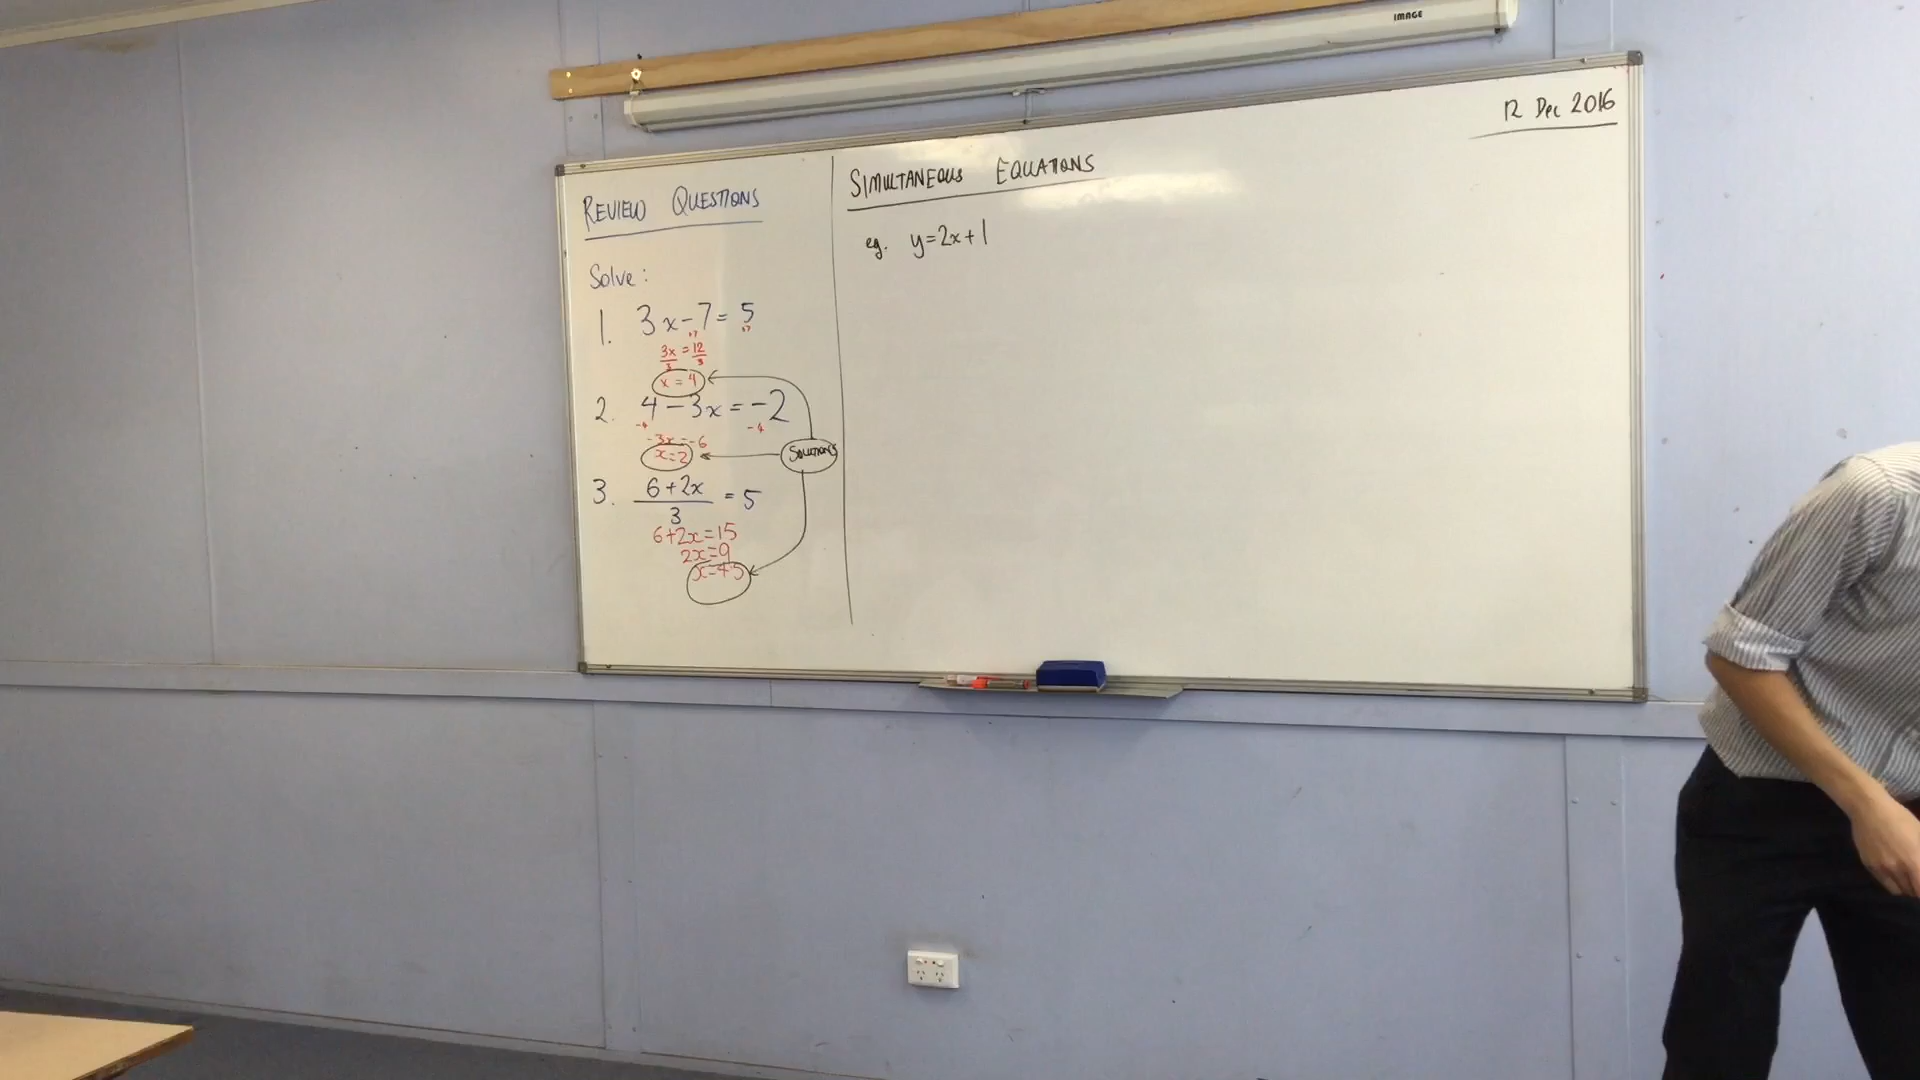 IMAGE
12 Dec 2016
REVIEW QUESTIONS
Solve:
1. 3x-7=5
+7 +7
3x/3 = 12/3
x = 4
2. 4-3x=-2
-4 -4
-3x=-6
x=2
SOLUTIONS
3. (6+2x)/3 = 5
6+2x=15
2x=9
x=4.5
SIMULTANEOUS EQUATIONS
eg. y=2x+1